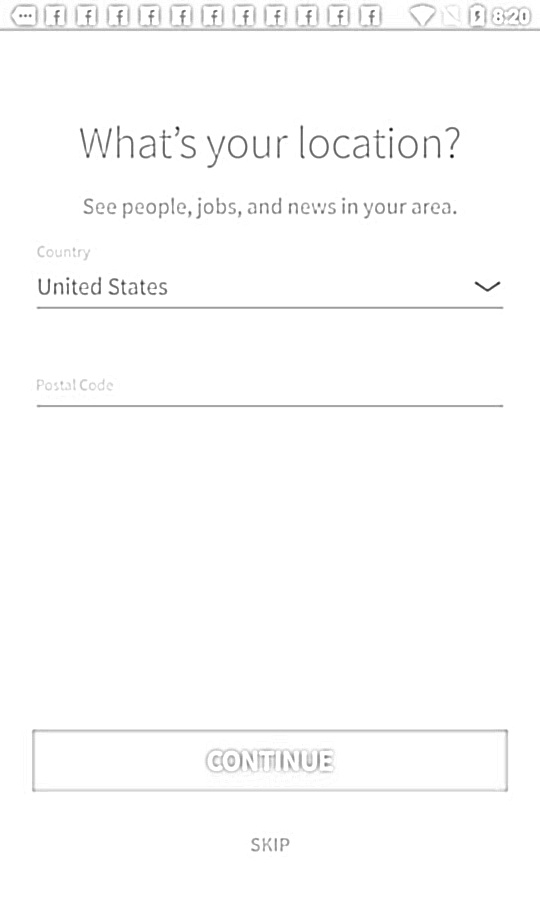 8:20
What's your location?
See people, jobs, and news in your area.
Country
United States
Postal Code
CONTINUE
SKIP